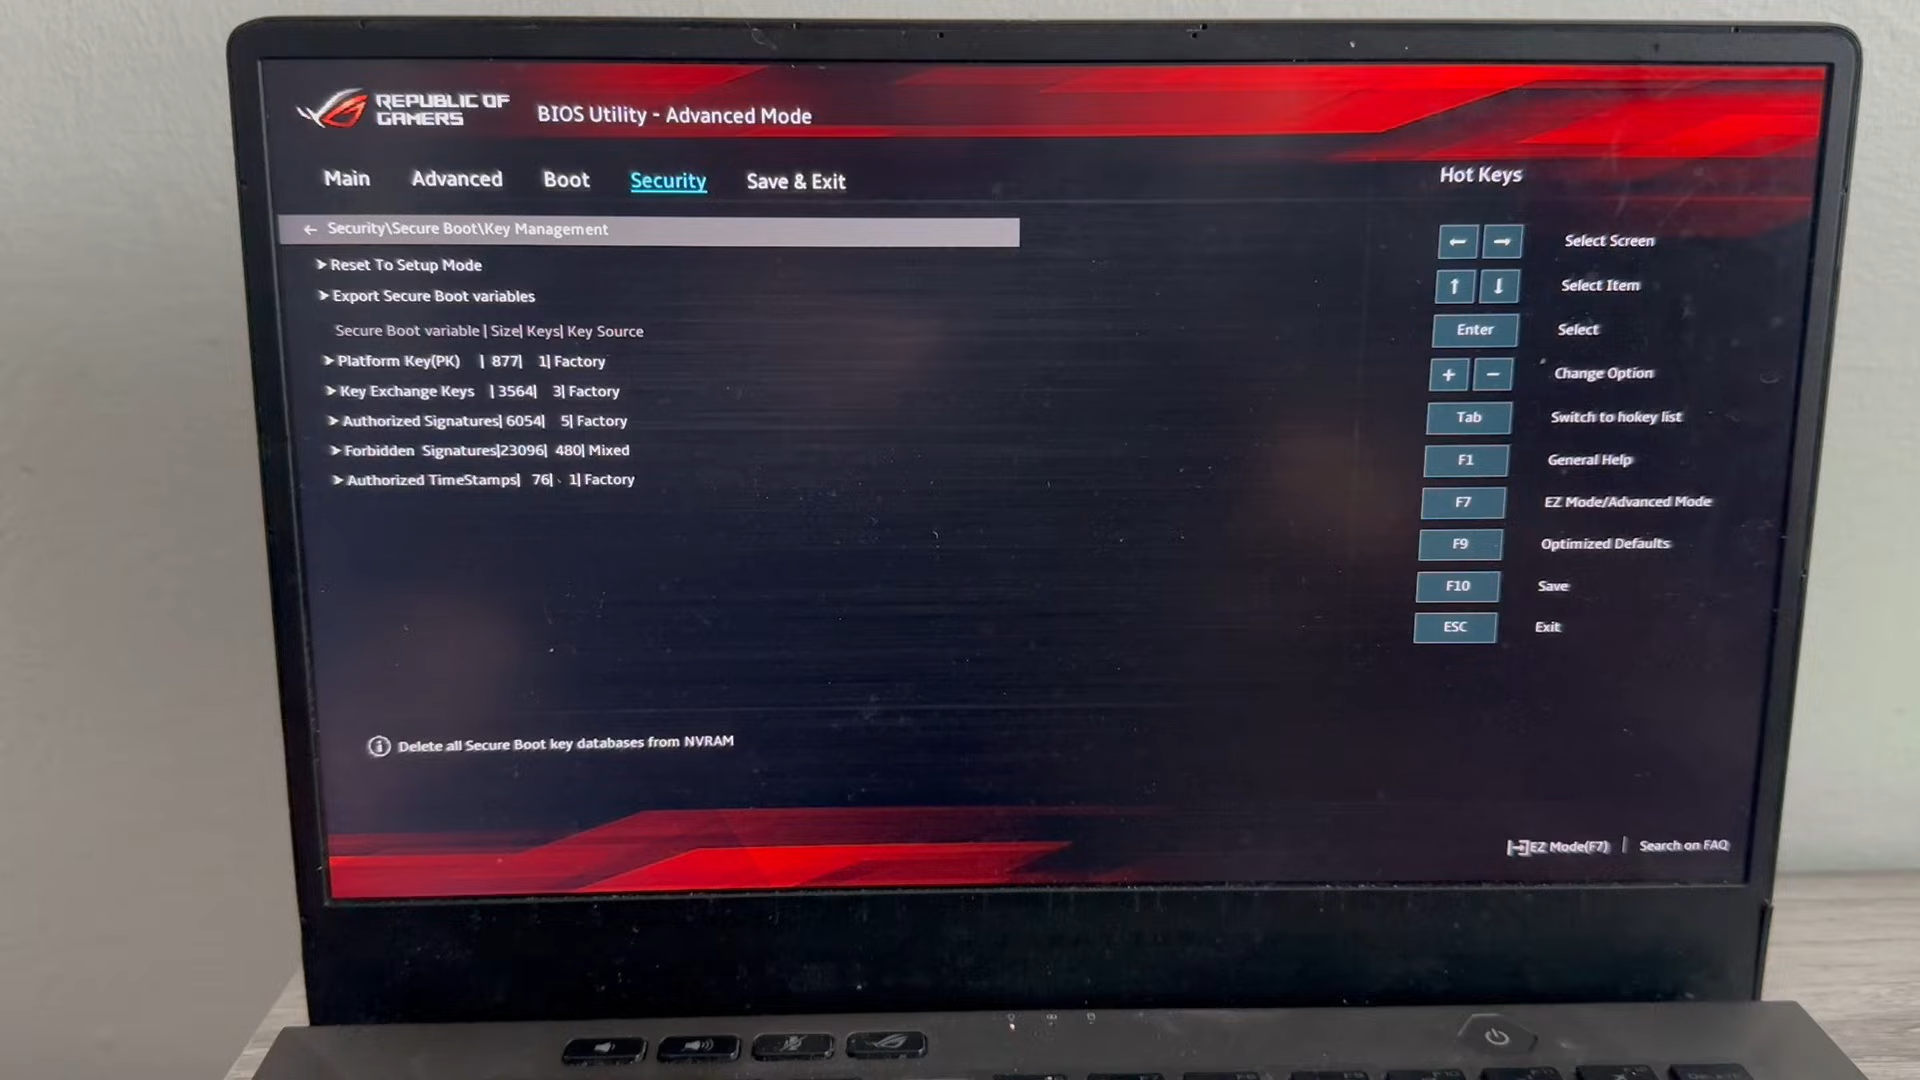 REPUBLIC OF
GAMERS
BIOS Utility - Advanced Mode
Main Advanced Boot Security Save & Exit
Hot Keys
← Security\Secure Boot\Key Management
Reset To Setup Mode
Export Secure Boot variables
Secure Boot variable | Size| Keys| Key Source
Platform Key(PK) | 877| 1| Factory
Key Exchange Keys | 3564| 3| Factory
Authorized Signatures| 6054| 5| Factory
Forbidden Signatures|23096| 480| Mixed
Authorized TimeStamps| 76| 1| Factory
← → Select Screen
↑ ↓ Select Item
Enter Select
+ − Change Option
Tab Switch to hokey list
F1 General Help
F7 EZ Mode/Advanced Mode
F9 Optimized Defaults
F10 Save
ESC Exit
Delete all Secure Boot key databases from NVRAM
EZ Mode(F7) | Search on FAQ